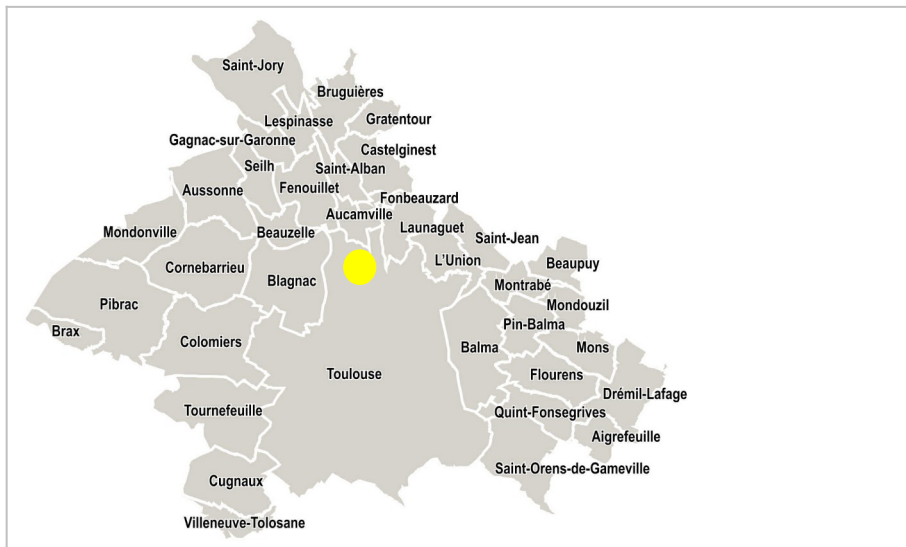 Saint-Jory
Bruguières
Lespinasse
Gratentour
Gagnac-sur-Garonne
Castelginest
Seilh
Saint-Alban
Aussonne
Fenouillet
Fonbeauzard
Aucamville
Launaguet
Mondonville
Beauzelle
Saint-Jean
L'Union
Beaupuy
Cornebarrieu
Blagnac
Montrabé
Pibrac
Mondouzil
Pin-Balma
Brax
Colomiers
Balma
Mons
Toulouse
Flourens
Drémil-Lafage
Tournefeuille
Quint-Fonsegrives
Aigrefeuille
Saint-Orens-de-Gameville
Cugnaux
Villeneuve-Tolosane